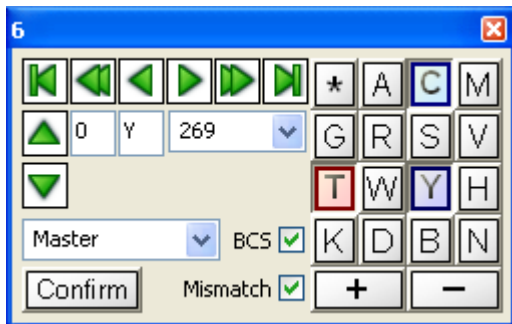 6
* A C M
0 Y 269 G R S V
T W Y H
Master BCS K D B N
Confirm Mismatch + −